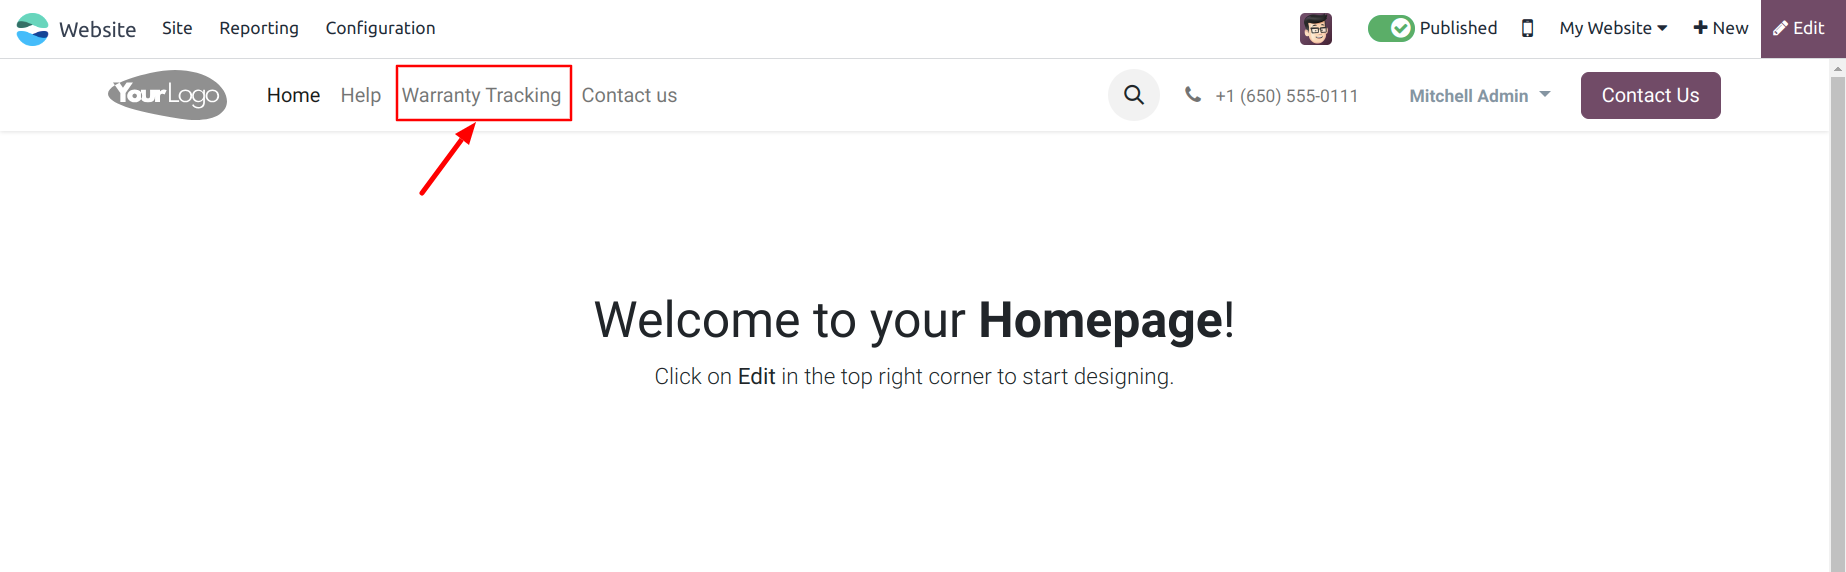 Website Site Reporting Configuration Published My Website New Edit
YourLogo Home Help Warranty Tracking Contact us +1 (650) 555-0111 Mitchell Admin Contact Us
Welcome to your Homepage!
Click on Edit in the top right corner to start designing.